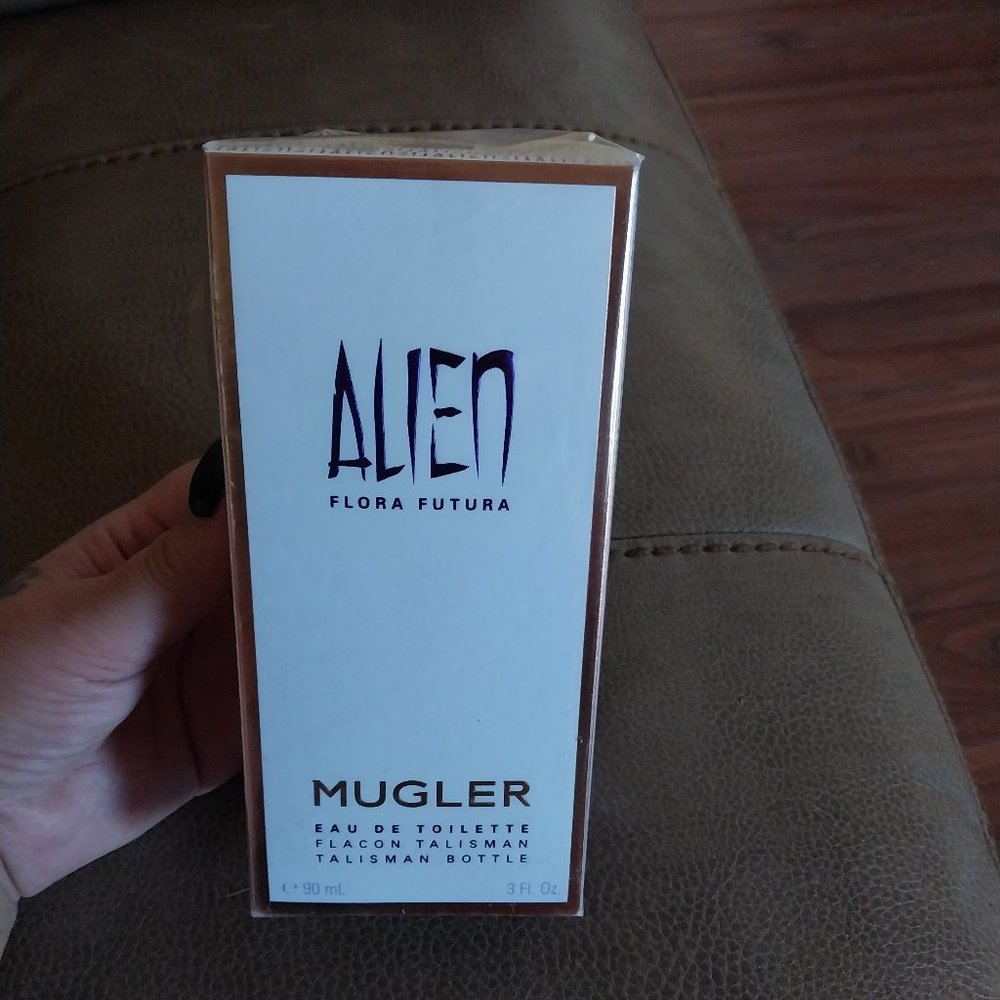 ALIEN
FLORA FUTURA
MUGLER
EAU DE TOILETTE
FLACON TALISMAN
TALISMAN BOTTLE
℮ 90 mL 3 Fl. Oz.